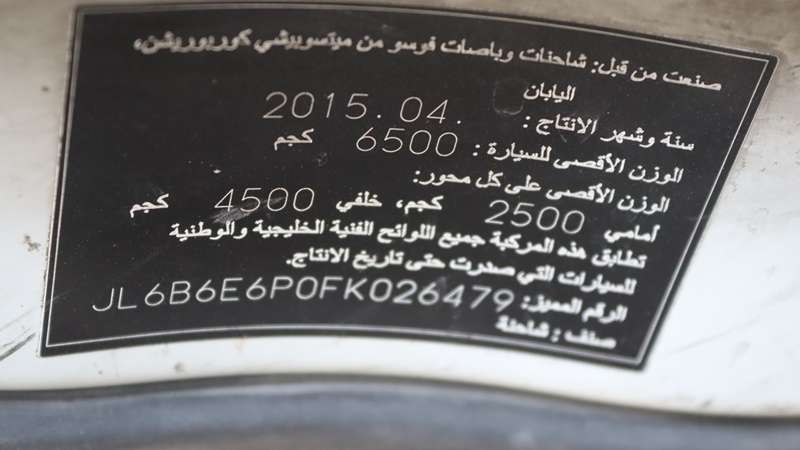 صنعت من قبل: شاحنات وباصات فوسو من ميتسوبيشي كوربوريشن،
اليابان
سنة وشهر الانتاج : 2015.04.
الوزن الأقصى للسيارة : 6500 كجم
الوزن الأقصى على كل محور:
أمامي 2500 كجم، خلفي 4500 كجم
تطابق هذه المركبة جميع اللوائح الفنية الخليجية والوطنية
للسيارات التي صدرت حتى تاريخ الانتاج.
الرقم المميز: JL6B6E6P0FK026479
صنف : شاحنة